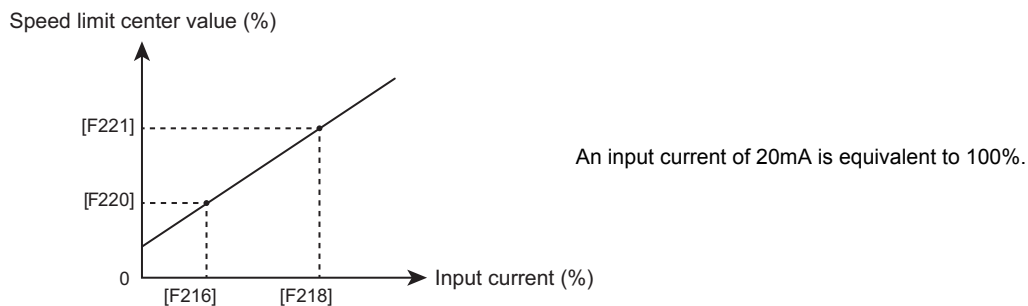 Speed limit center value (%)
[F221]
An input current of 20mA is equivalent to 100%.
[F220]
0
Input current (%)
[F216]
[F218]